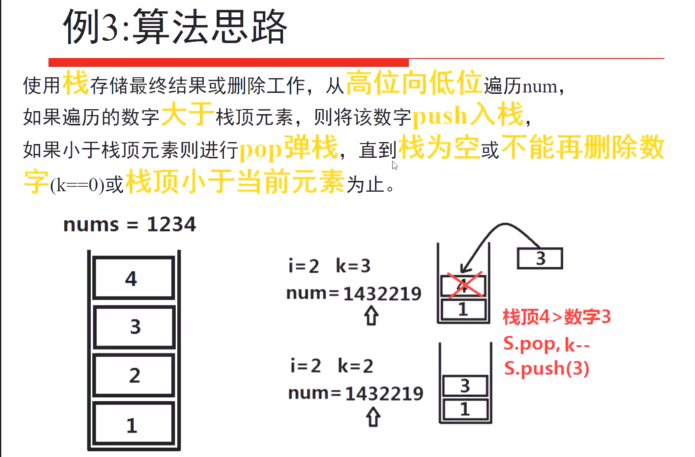 例3:算法思路
使用栈存储最终结果或删除工作，从高位向低位遍历num，
如果遍历的数字大于栈顶元素，则将该数字push入栈，
如果小于栈顶元素则进行pop弹栈，直到栈为空或不能再删除数
字(k==0)或栈顶小于当前元素为止。
nums = 1234
4
3
2
1
i=2 k=3
num=1432219
3
4
1
栈顶4>数字3
S.pop, k--
S.push(3)
i=2 k=2
num=1432219
3
1